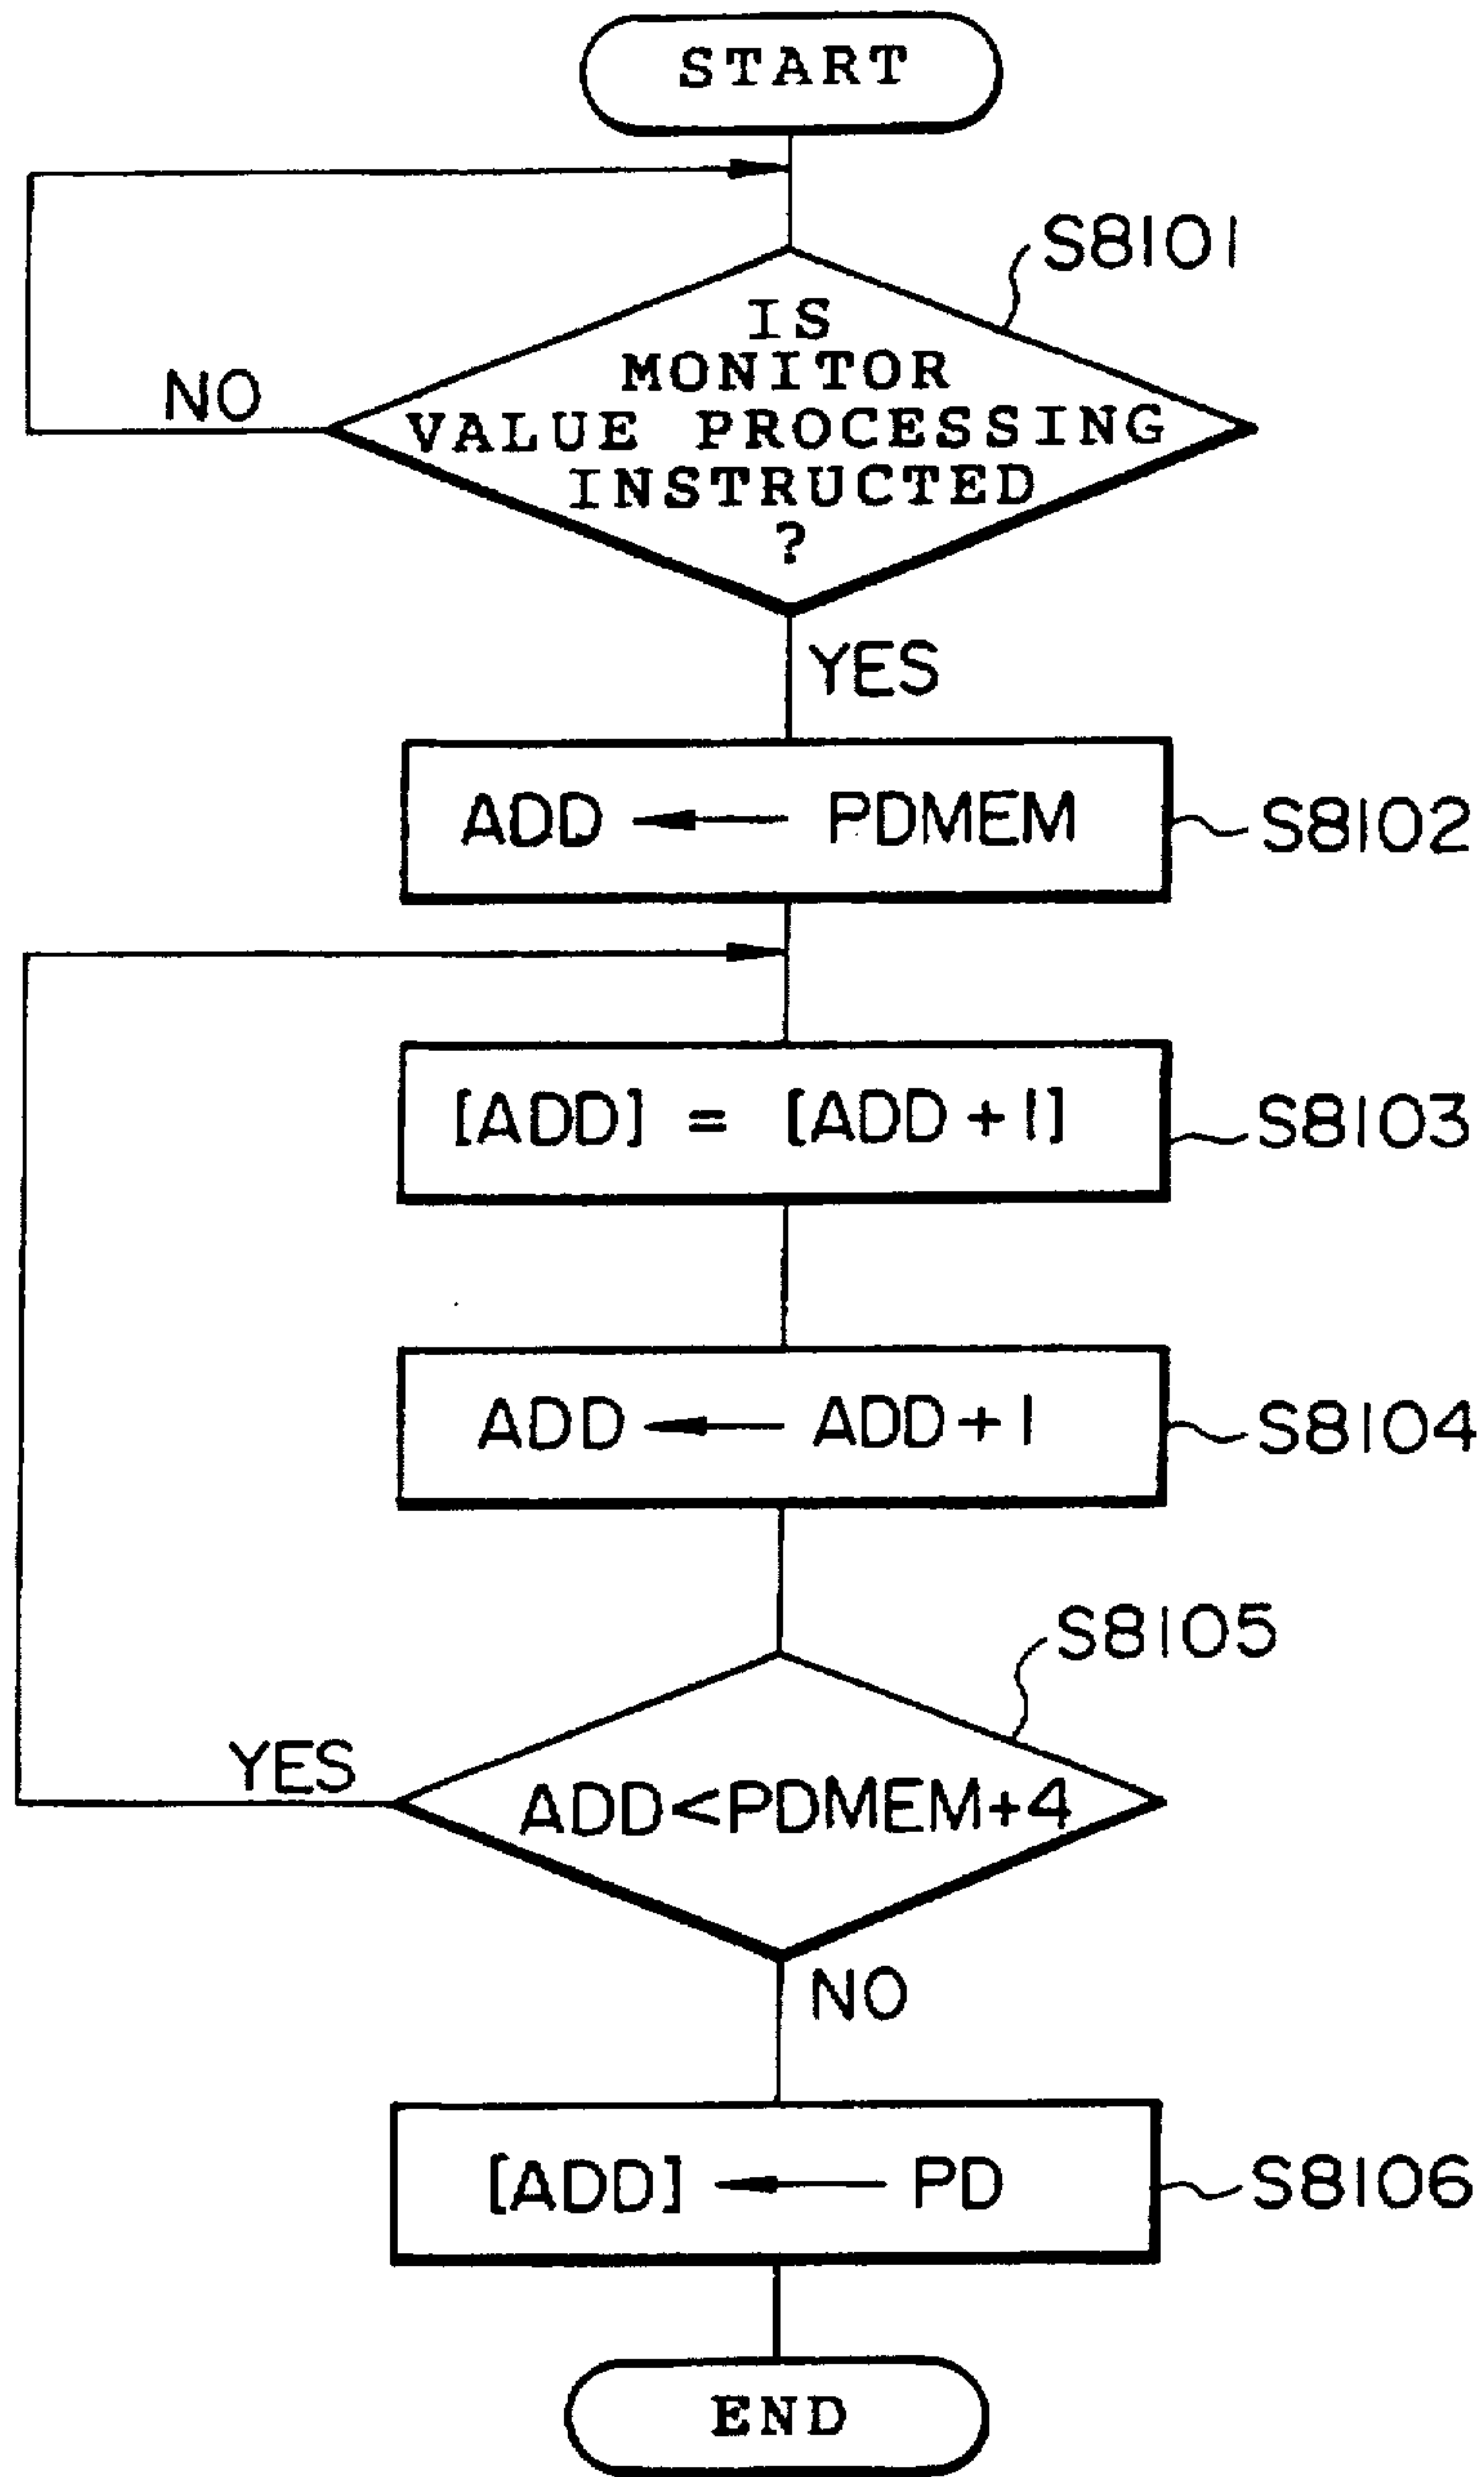 START
S8101
IS
MONITOR
VALUE PROCESSING
INSTRUCTED
?
NO
YES
ADD ← PDMEM
S8102
[ADD] = [ADD+1]
S8103
ADD ← ADD+1
S8104
S8105
ADD<PDMEM+4
YES
NO
[ADD] ← PD
S8106
END